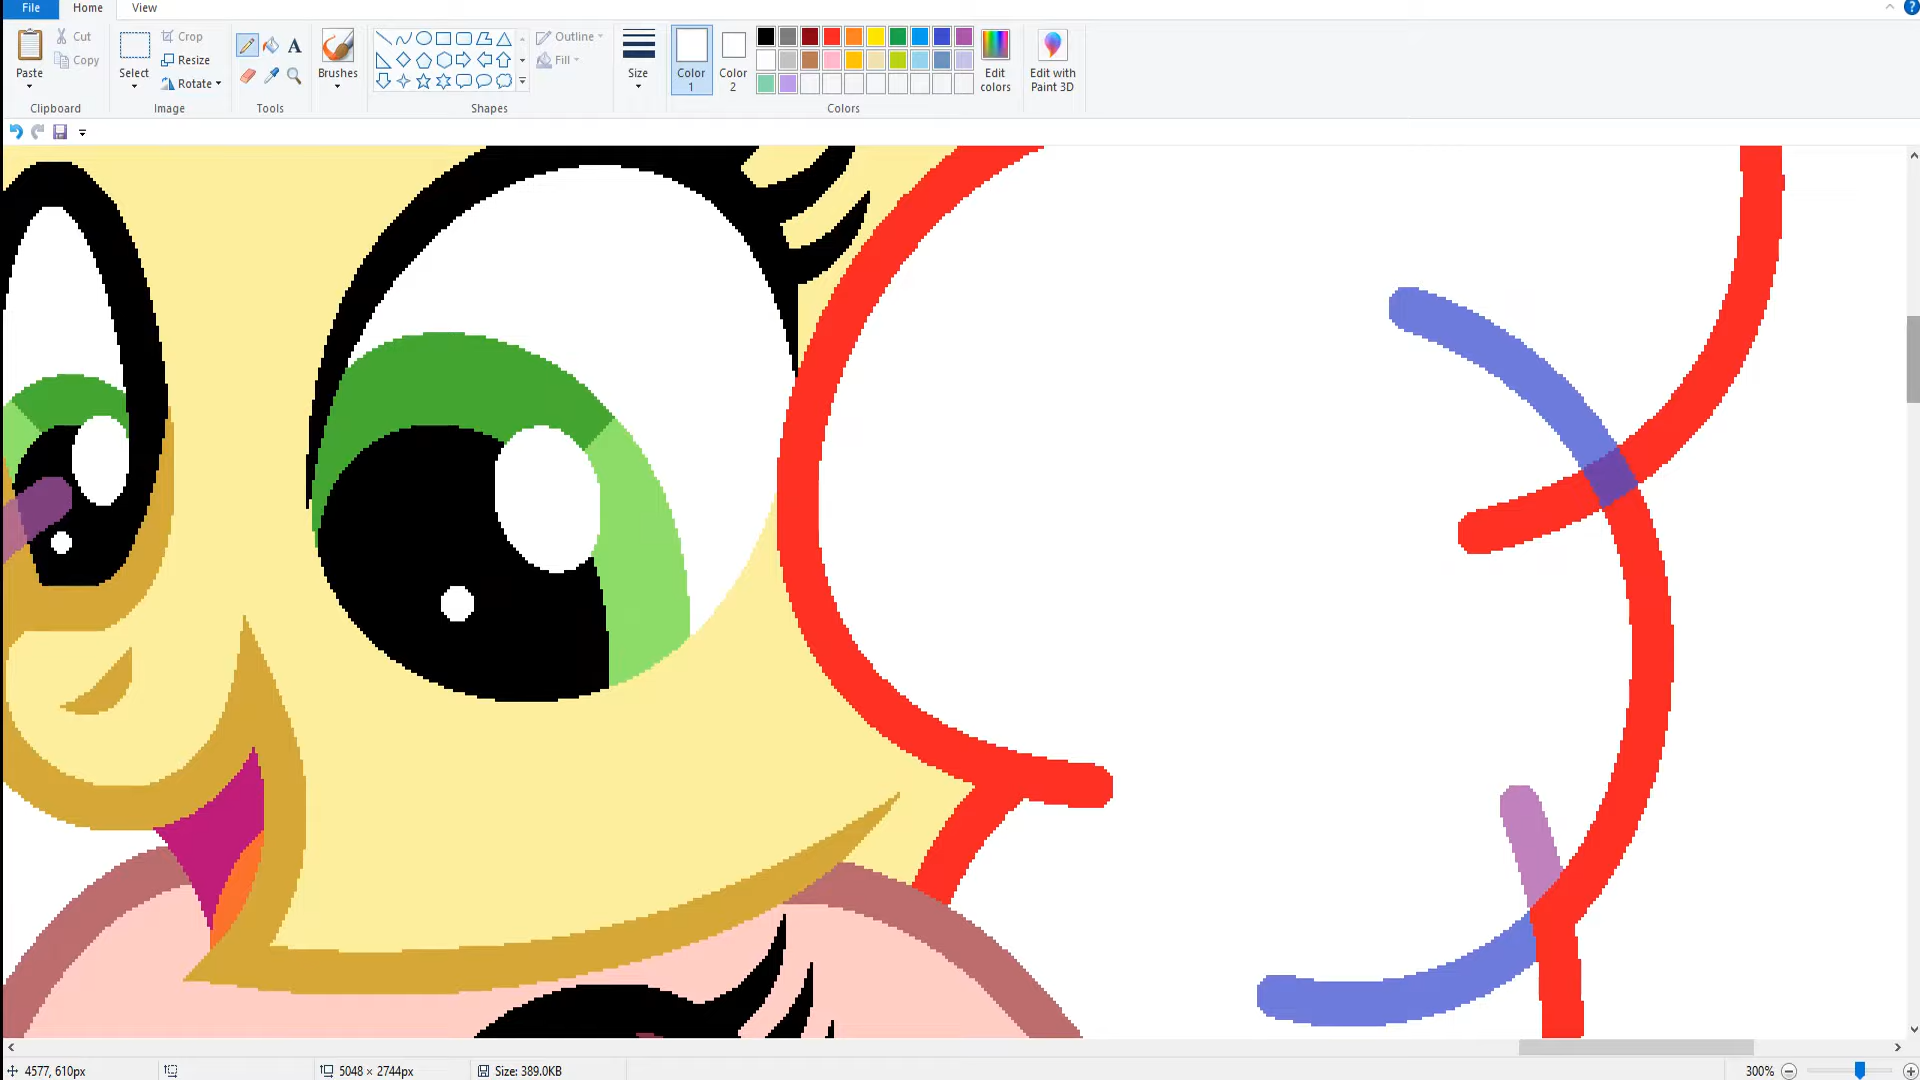 File Home View
Paste Cut Copy
Select Crop Resize Rotate
A
Brushes
Outline
Fill
Size
Color 1
Color 2
Edit colors
Edit with Paint 3D
Clipboard Image Tools Shapes Colors
4577, 610px 5048 × 2744px Size: 389.0KB 300%